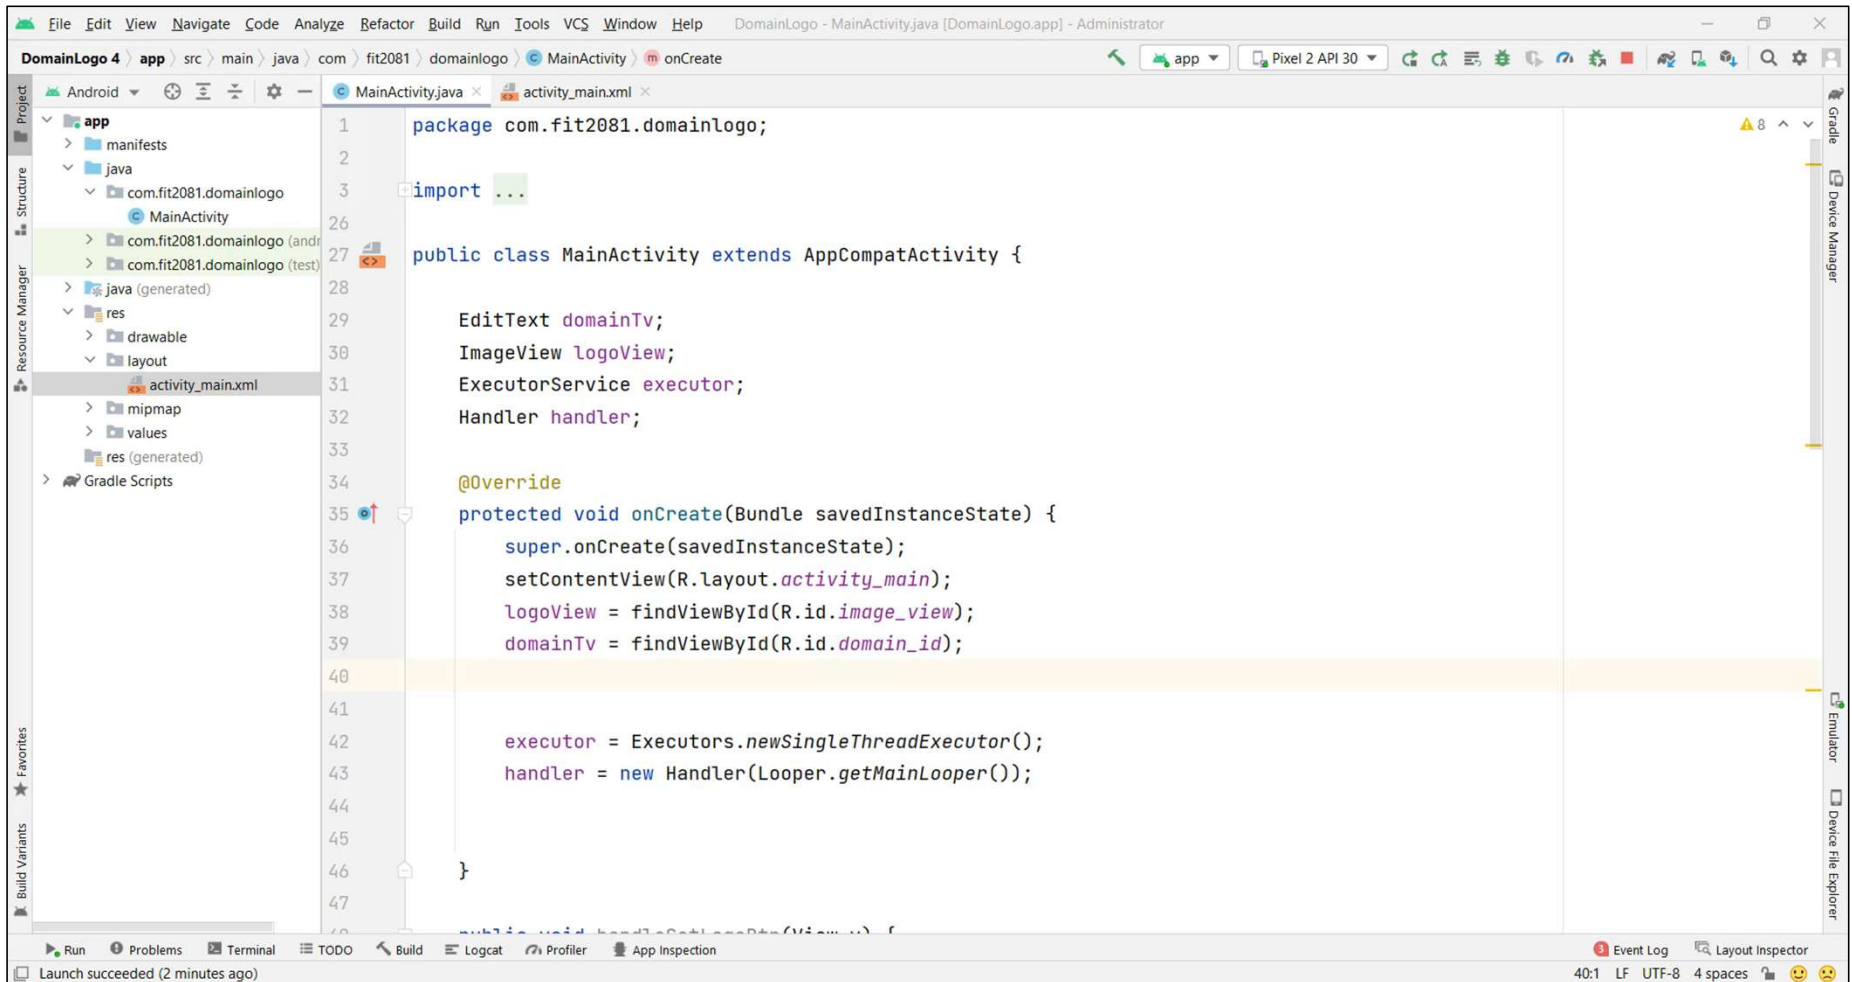 File Edit View Navigate Code Analyze Refactor Build Run Tools VCS Window Help DomainLogo - MainActivity.java [DomainLogo.app] - Administrator
DomainLogo 4 app src main java com fit2081 domainlogo MainActivity onCreate app Pixel 2 API 30
Project
Structure
Resource Manager
Favorites
Build Variants
Android
app
manifests
java
com.fit2081.domainlogo
MainActivity
com.fit2081.domainlogo (andr
com.fit2081.domainlogo (test)
java (generated)
res
drawable
layout
activity_main.xml
mipmap
values
res (generated)
Gradle Scripts
MainActivity.java activity_main.xml
1 package com.fit2081.domainlogo;
8
2
3 import ...
26
27 public class MainActivity extends AppCompatActivity {
28
29 EditText domainTv;
30 ImageView logoView;
31 ExecutorService executor;
32 Handler handler;
33
34 @Override
35 protected void onCreate(Bundle savedInstanceState) {
36 super.onCreate(savedInstanceState);
37 setContentView(R.layout.activity_main);
38 logoView = findViewById(R.id.image_view);
39 domainTv = findViewById(R.id.domain_id);
40
41
42 executor = Executors.newSingleThreadExecutor();
43 handler = new Handler(Looper.getMainLooper());
44
45
46 }
47
public void (View v) {
Gradle
Device Manager
Emulator
Device File Explorer
Run Problems Terminal TODO Build Logcat Profiler App Inspection 3 Event Log Layout Inspector
Launch succeeded (2 minutes ago) 40:1 LF UTF-8 4 spaces